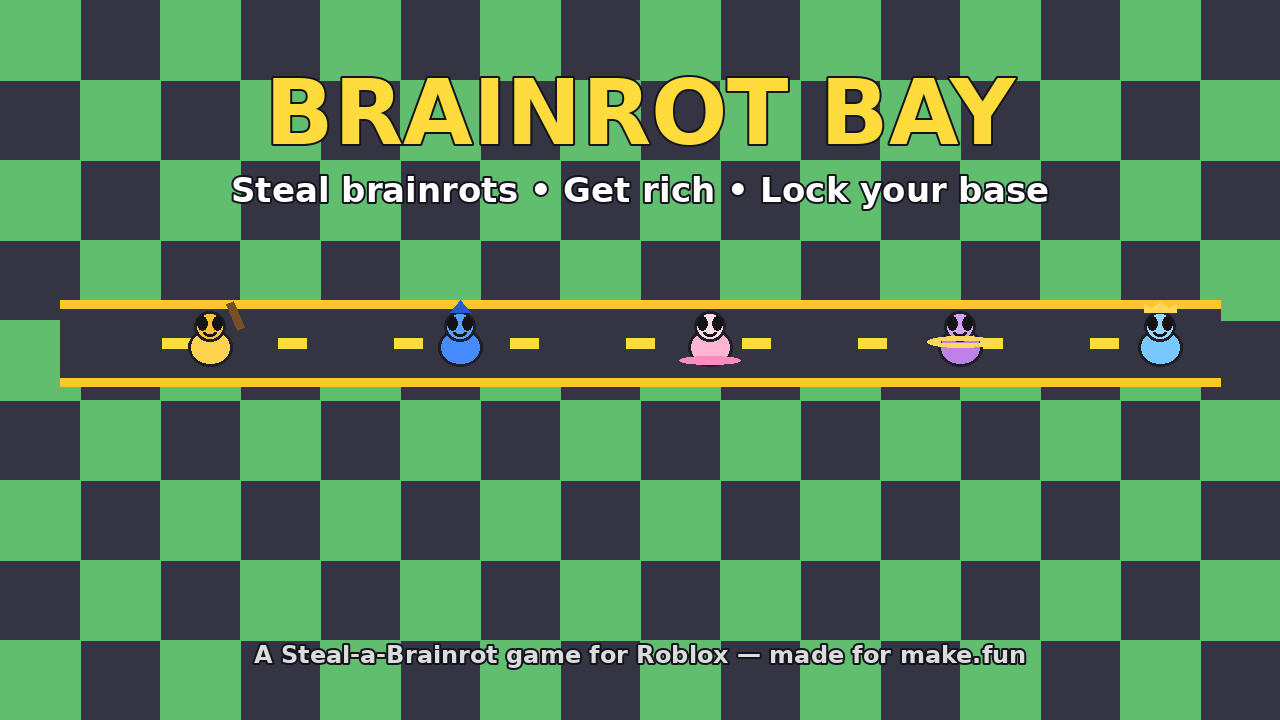 BRAINROT BAY
Steal brainrots • Get rich • Lock your base
A Steal-a-Brainrot game for Roblox — made for make.fun